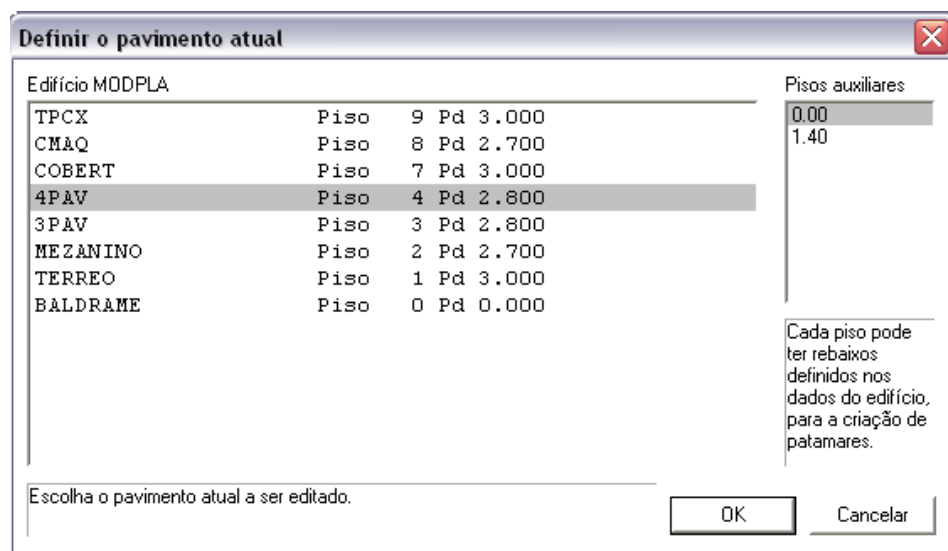 Definir o pavimento atual
Edifício MODPLA
TPCX Piso 9 Pd 3.000
CMAQ Piso 8 Pd 2.700
COBERT Piso 7 Pd 3.000
4PAV Piso 4 Pd 2.800
3PAV Piso 3 Pd 2.800
MEZANINO Piso 2 Pd 2.700
TERREO Piso 1 Pd 3.000
BALDRAME Piso 0 Pd 0.000
Pisos auxiliares
0.00
1.40
Cada piso pode
ter rebaixos
definidos nos
dados do edifício,
para a criação de
patamares.
Escolha o pavimento atual a ser editado.
OK
Cancelar